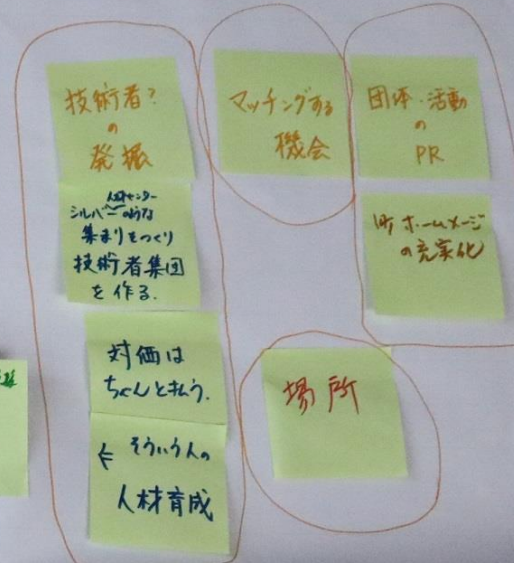 技術者?
の
発掘
人材センター
シルバーのような
集まりをつくり
技術者集団
を作る.
対価は
ちゃんと払う.
← そういう人の
人材育成
マッチングする
機会
団体・活動
の
PR
町ホームページ
の充実化
場所